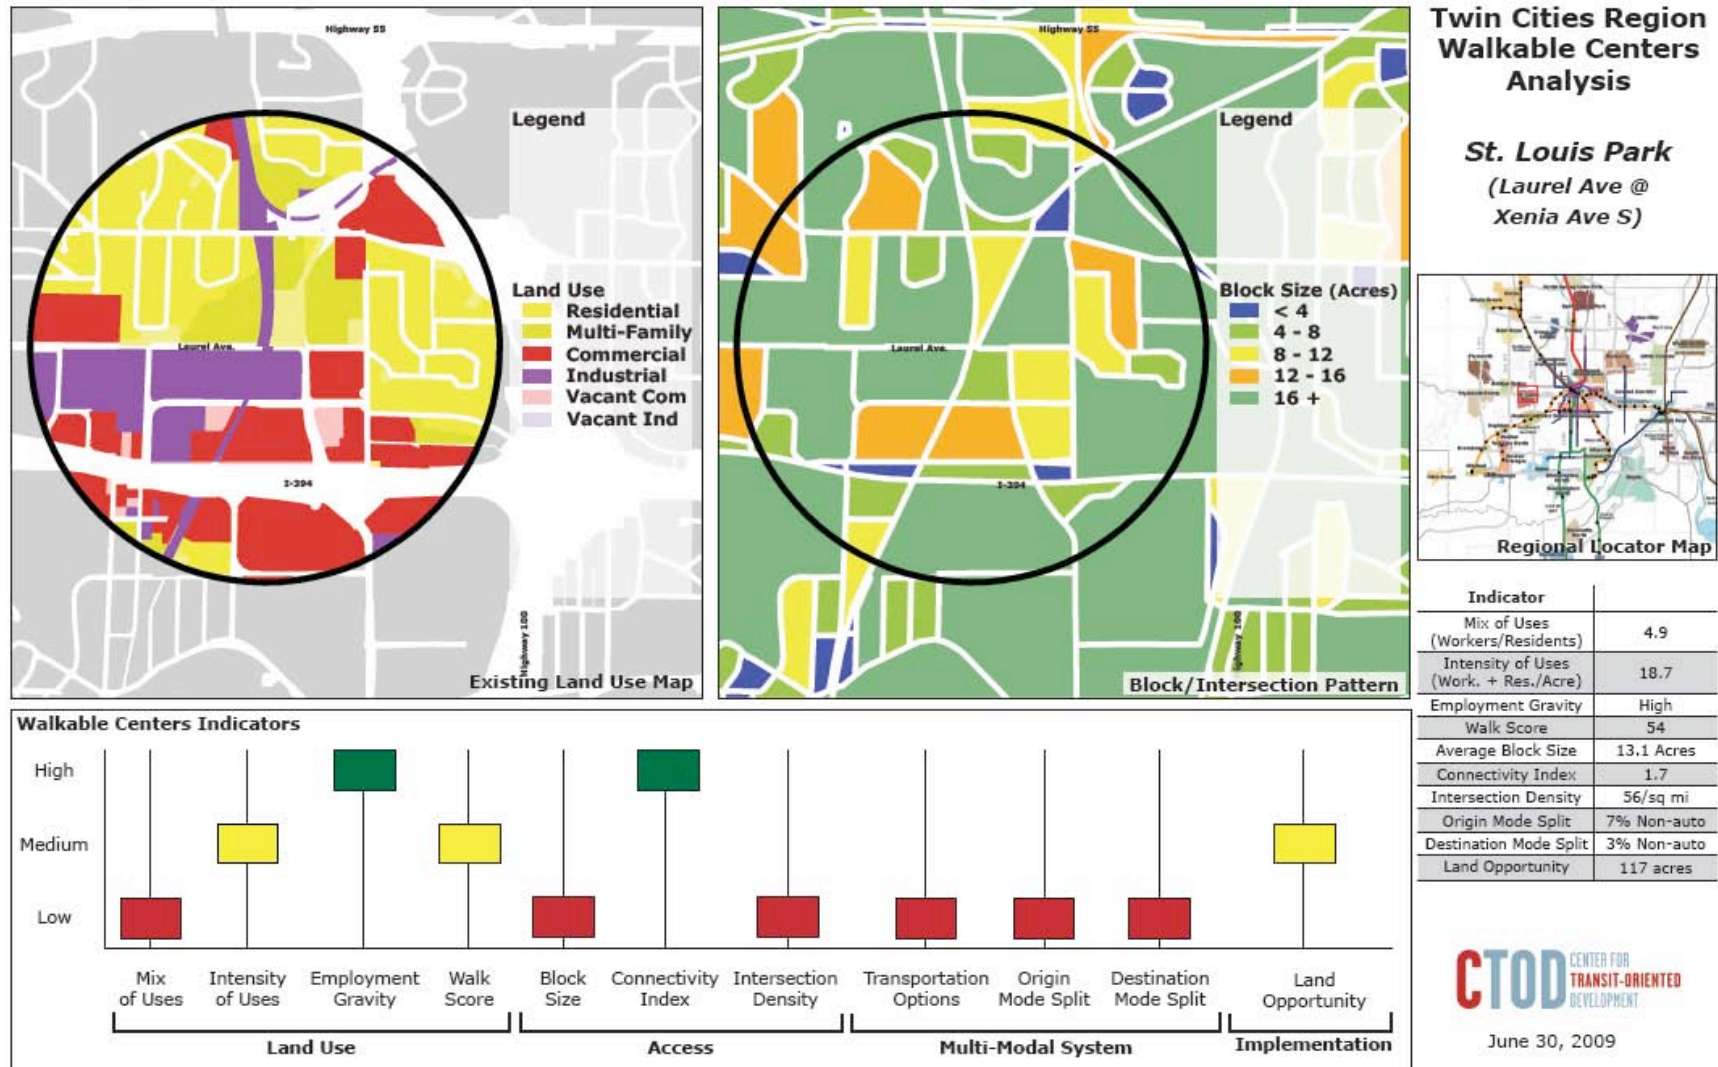 Highway 55
Legend
Land Use
Residential
Multi-Family
Commercial
Industrial
Vacant Com
Vacant Ind
Laurel Ave.
I-394
Highway 100
Existing Land Use Map
Highway 55
Legend
Block Size (Acres)
< 4
4 - 8
8 - 12
12 - 16
16 +
Laurel Ave.
I-394
Highway 100
Block/Intersection Pattern
Twin Cities Region
Walkable Centers
Analysis
St. Louis Park
(Laurel Ave @
Xenia Ave S)
Regional Locator Map
Indicator
Mix of Uses
(Workers/Residents)
4.9
Intensity of Uses
(Work. + Res./Acre)
18.7
Employment Gravity
High
Walk Score
54
Average Block Size
13.1 Acres
Connectivity Index
1.7
Intersection Density
56/sq mi
Origin Mode Split
7% Non-auto
Destination Mode Split
3% Non-auto
Land Opportunity
117 acres
Walkable Centers Indicators
High
Medium
Low
Mix
of Uses
Intensity
of Uses
Employment
Gravity
Walk
Score
Block
Size
Connectivity
Index
Intersection
Density
Transportation
Options
Origin
Mode Split
Destination
Mode Split
Land
Opportunity
Land Use
Access
Multi-Modal System
Implementation
CTOD
CENTER FOR
TRANSIT-ORIENTED
DEVELOPMENT
June 30, 2009